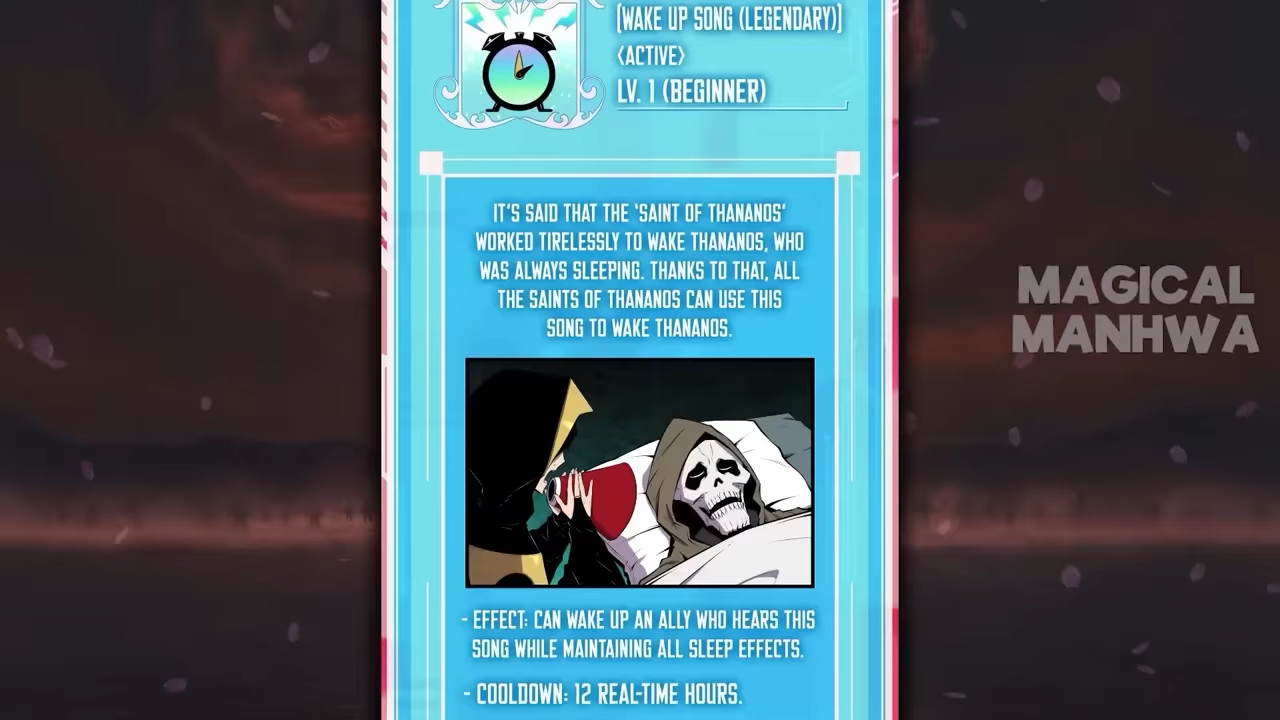 [WAKE UP SONG (LEGENDARY)]
<ACTIVE>
LV. 1 (BEGINNER)
IT'S SAID THAT THE 'SAINT OF THANANOS'
WORKED TIRELESSLY TO WAKE THANANOS, WHO
WAS ALWAYS SLEEPING. THANKS TO THAT, ALL
THE SAINTS OF THANANOS CAN USE THIS
SONG TO WAKE THANANOS.
MAGICAL
MANHWA
- EFFECT: CAN WAKE UP AN ALLY WHO HEARS THIS
SONG WHILE MAINTAINING ALL SLEEP EFFECTS.
- COOLDOWN: 12 REAL-TIME HOURS.